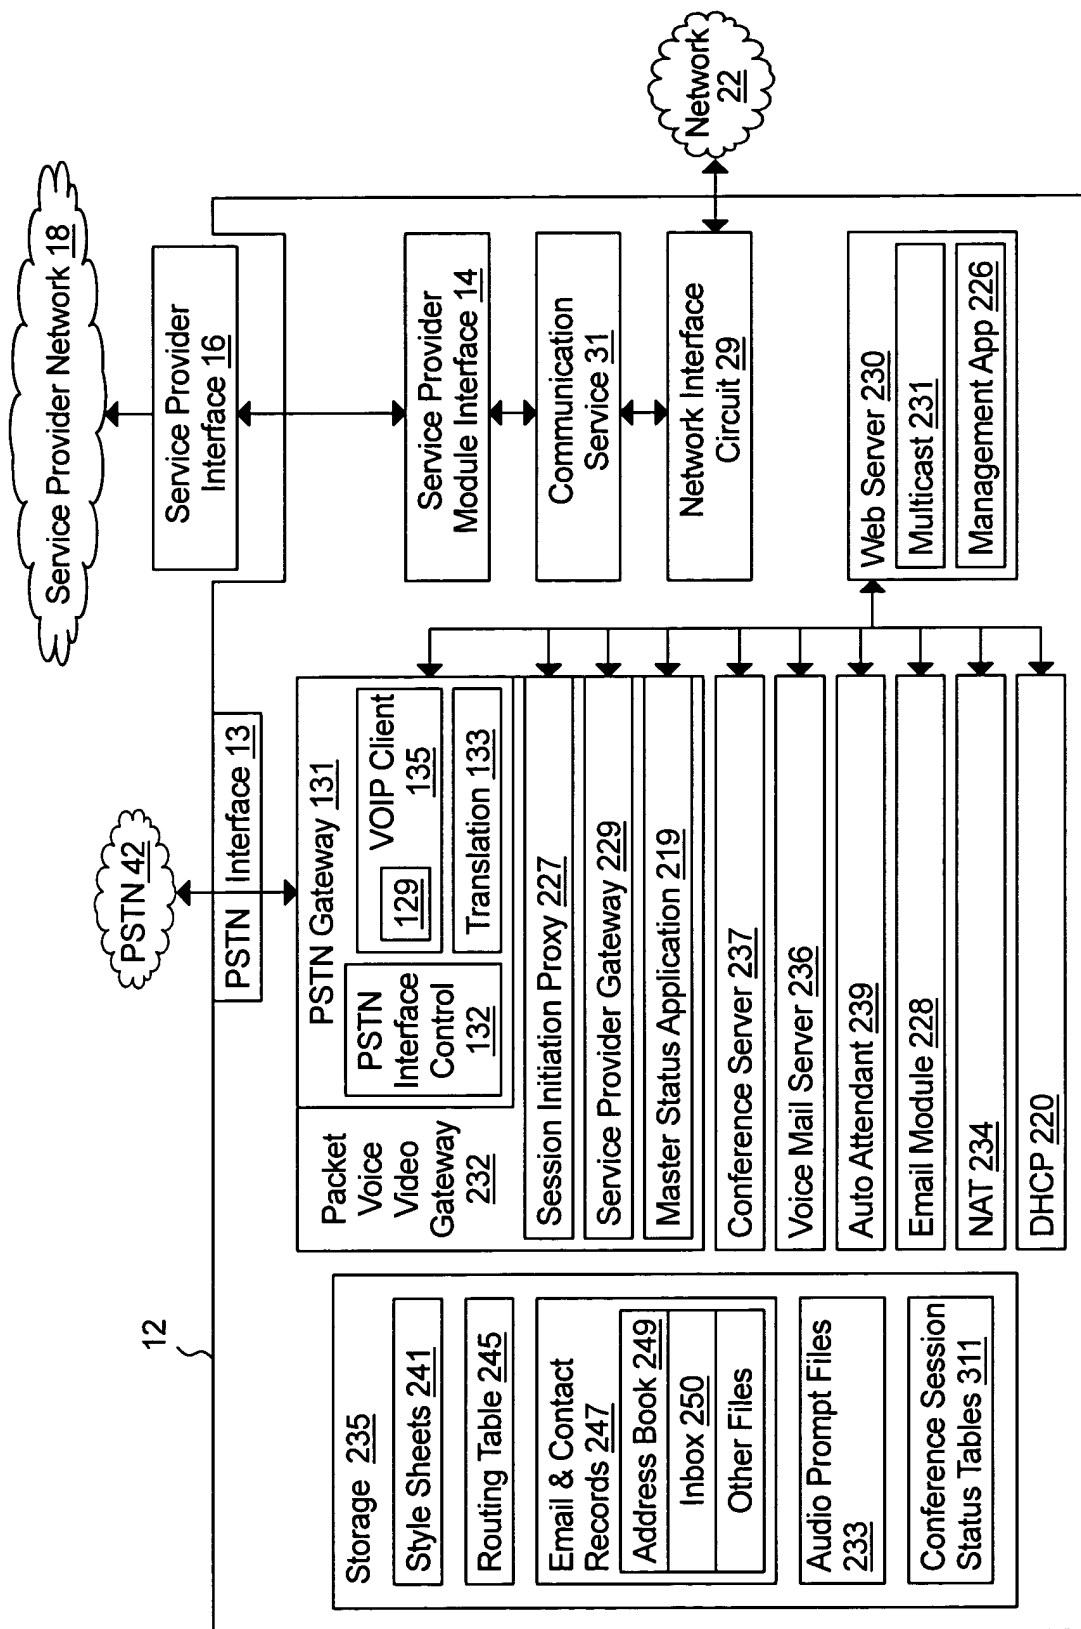 Service Provider Network 18
Service Provider
Interface 16
PSTN 42
PSTN Interface 13
12
Service Provider
Module Interface 14
Communication
Service 31
Network Interface
Circuit 29
Network
22
Web Server 230
Multicast 231
Management App 226
PSTN Gateway 131
VOIP Client
135
129
Translation 133
PSTN
Interface
Control
132
Packet
Voice
Video
Gateway
232
Session Initiation Proxy 227
Service Provider Gateway 229
Master Status Application 219
Conference Server 237
Voice Mail Server 236
Auto Attendant 239
Email Module 228
NAT 234
DHCP 220
Storage 235
Style Sheets 241
Routing Table 245
Email & Contact
Records 247
Address Book 249
Inbox 250
Other Files
Audio Prompt Files
233
Conference Session
Status Tables 311